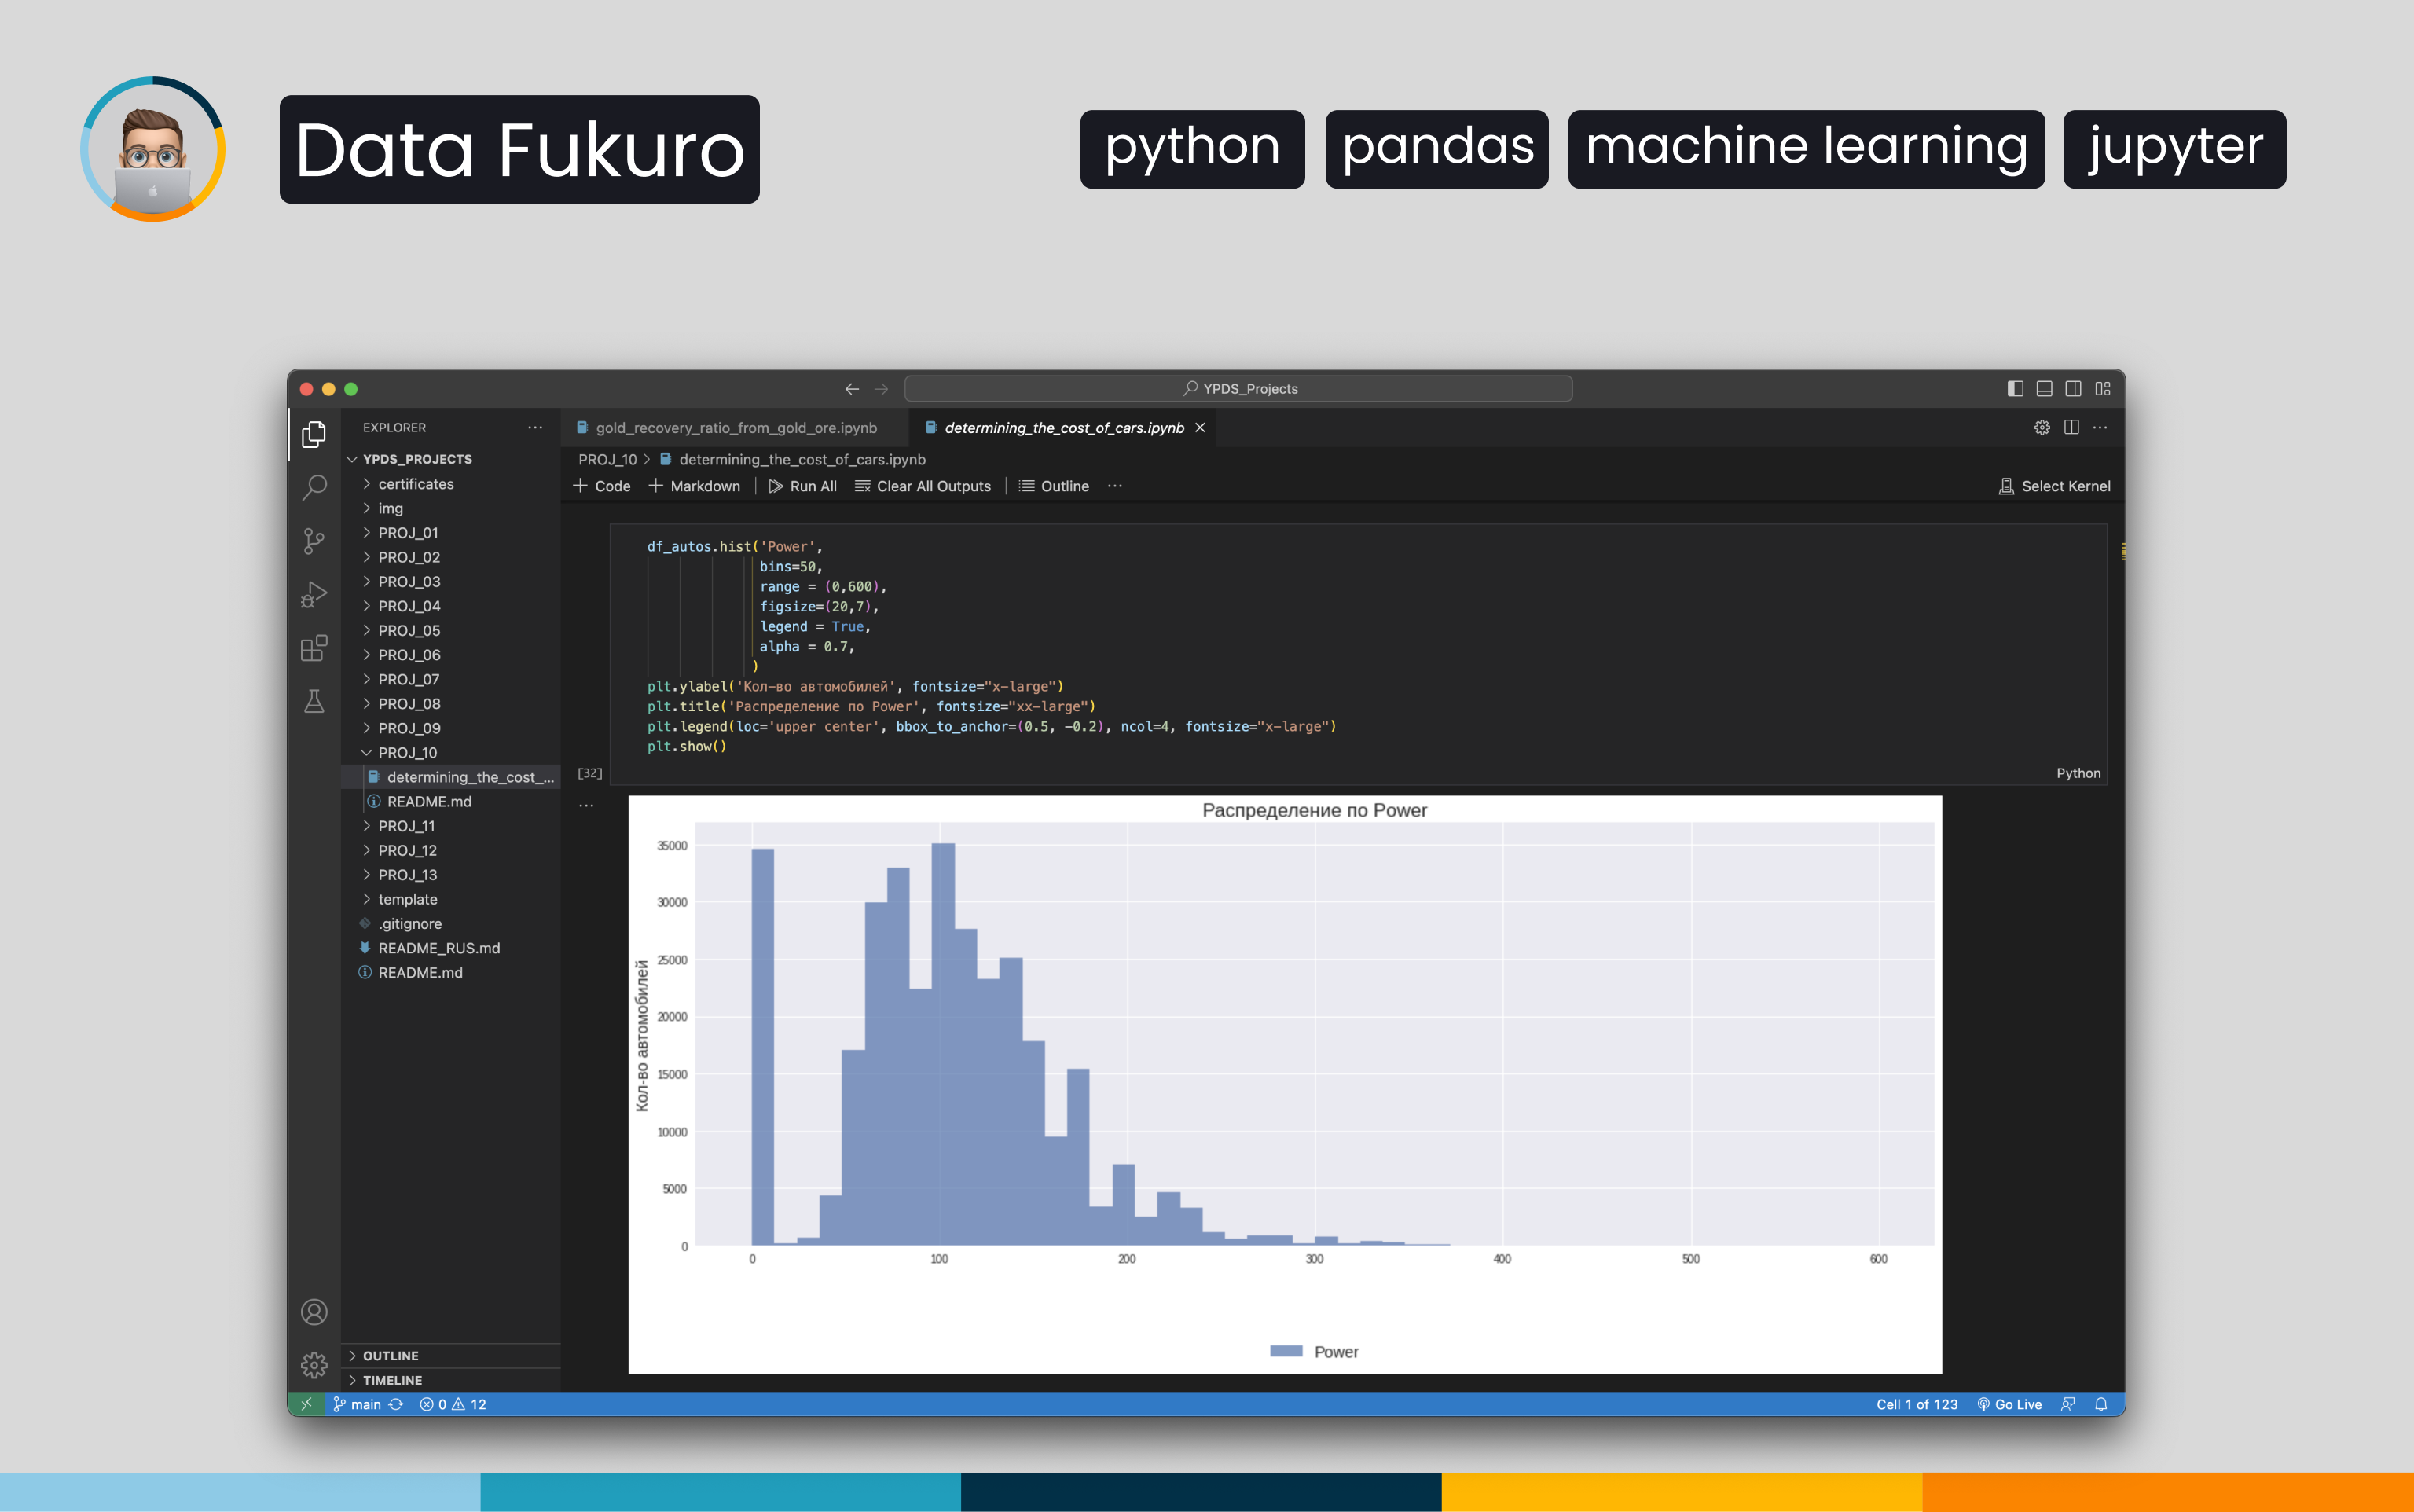 Data Fukuro
python pandas machine learning jupyter
YPDS_Projects
EXPLORER
YPDS_PROJECTS
certificates
img
PROJ_01
PROJ_02
PROJ_03
PROJ_04
PROJ_05
PROJ_06
PROJ_07
PROJ_08
PROJ_09
PROJ_10
determining_the_cost_...
README.md
PROJ_11
PROJ_12
PROJ_13
template
.gitignore
README_RUS.md
README.md
OUTLINE
TIMELINE
gold_recovery_ratio_from_gold_ore.ipynb
determining_the_cost_of_cars.ipynb
PROJ_10 > determining_the_cost_of_cars.ipynb
+ Code + Markdown Run All Clear All Outputs Outline ...
Select Kernel
df_autos.hist('Power',
bins=50,
range = (0,600),
figsize=(20,7),
legend = True,
alpha = 0.7,
)
plt.ylabel('Кол-во автомобилей', fontsize="x-large")
plt.title('Распределение по Power', fontsize="xx-large")
plt.legend(loc='upper center', bbox_to_anchor=(0.5, -0.2), ncol=4, fontsize="x-large")
plt.show()
[32]
Python
Распределение по Power
Кол-во автомобилей
35000
30000
25000
20000
15000
10000
5000
0
0 100 200 300 400 500 600
Power
main 0 12
Cell 1 of 123 Go Live